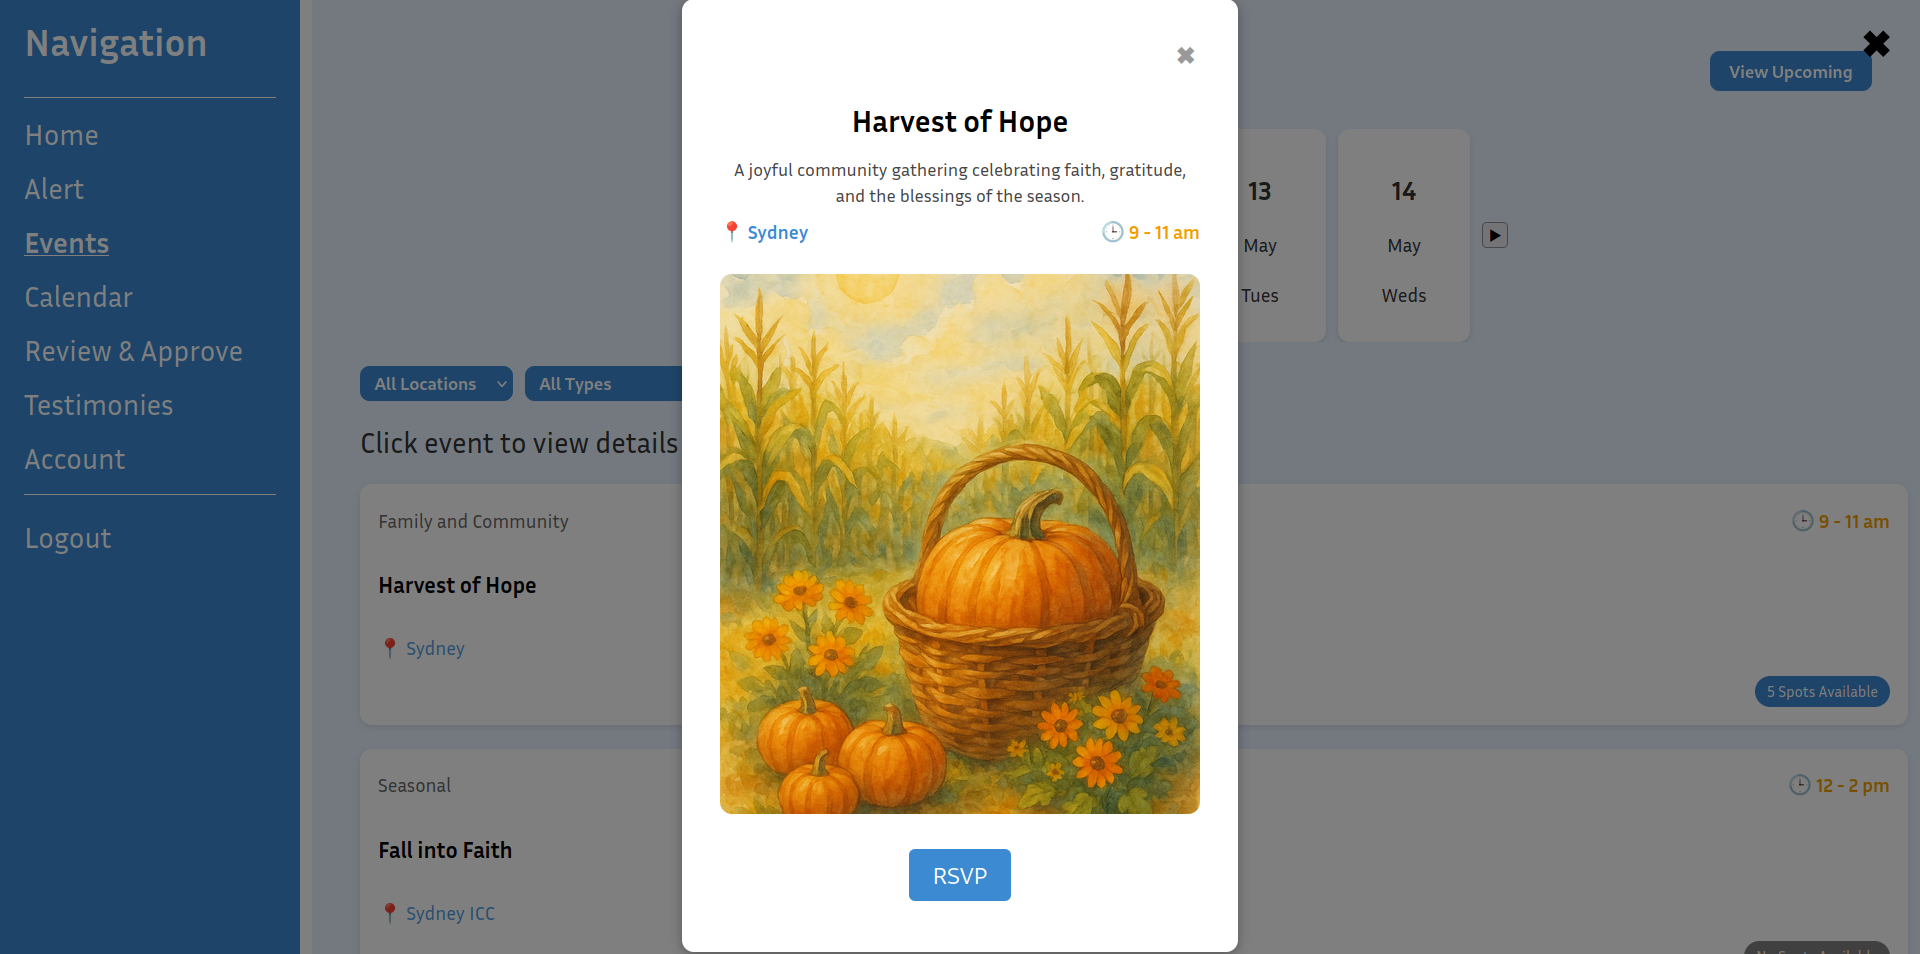 Navigation
Home
Alert
Events
Calendar
Review & Approve
Testimonies
Account
Logout
View Upcoming
13
May
Tues
14
May
Weds
All Locations
All Types
Click event to view details
Family and Community
9 - 11 am
Harvest of Hope
Sydney
5 Spots Available
Seasonal
12 - 2 pm
Fall into Faith
Sydney ICC
Harvest of Hope
A joyful community gathering celebrating faith, gratitude,
and the blessings of the season.
Sydney
9 - 11 am
RSVP